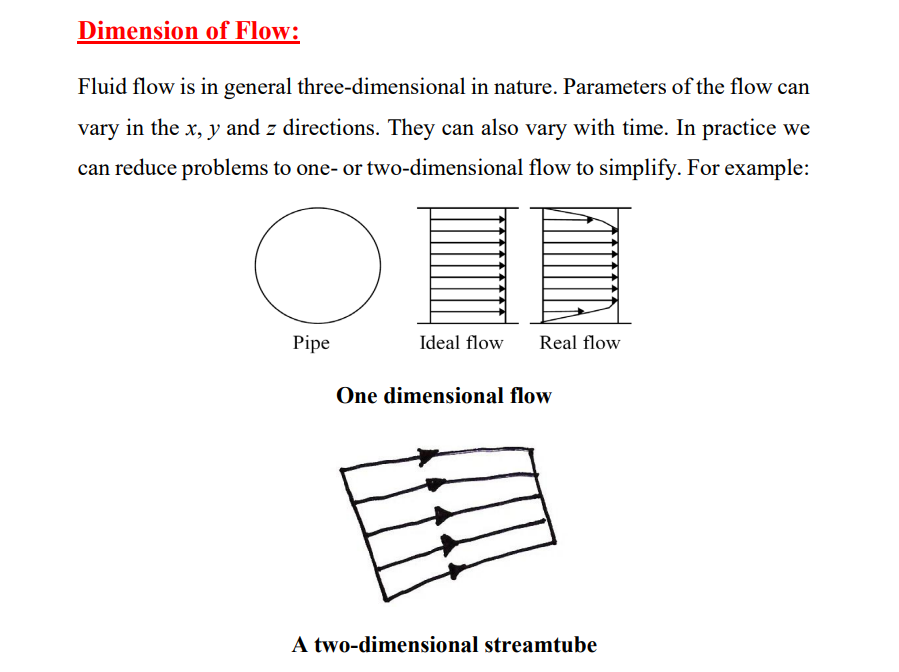 Dimension of Flow:
Fluid flow is in general three-dimensional in nature. Parameters of the flow can
vary in the x, y and z directions. They can also vary with time. In practice we
can reduce problems to one- or two-dimensional flow to simplify. For example:
Pipe Ideal flow Real flow
One dimensional flow
A two-dimensional streamtube